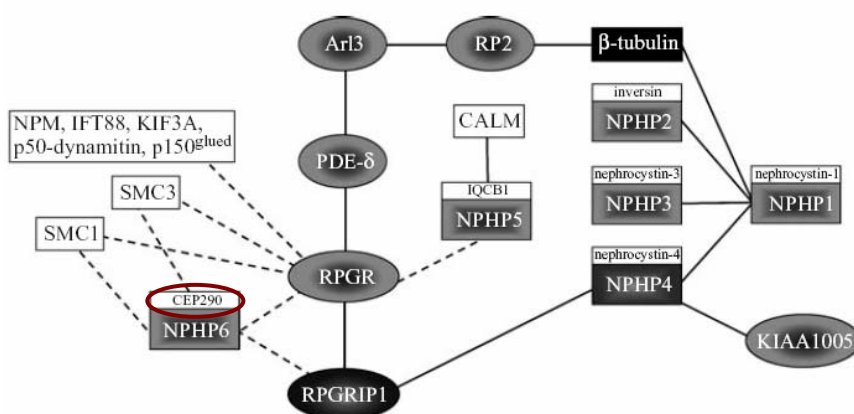 Arl3
RP2
β-tubulin
inversin
NPHP2
NPM, IFT88, KIF3A,
p50-dynamitin, p150glued
CALM
PDE-δ
IQCB1
NPHP5
nephrocystin-3
NPHP3
nephrocystin-1
NPHP1
SMC3
SMC1
RPGR
nephrocystin-4
NPHP4
CEP290
NPHP6
KIAA1005
RPGRIP1